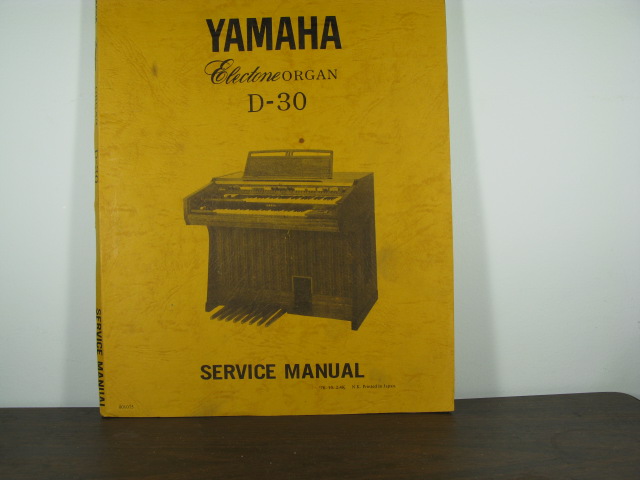 YAMAHA
Electone ORGAN
D-30
SERVICE MANUAL
SERVICE MANUAL